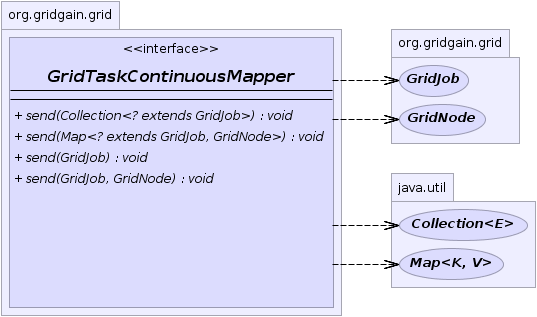 org.gridgain.grid
<<interface>>
GridTaskContinuousMapper
+ send(Collection<? extends GridJob>) : void
+ send(Map<? extends GridJob, GridNode>) : void
+ send(GridJob) : void
+ send(GridJob, GridNode) : void
org.gridgain.grid
GridJob
GridNode
java.util
Collection<E>
Map<K, V>